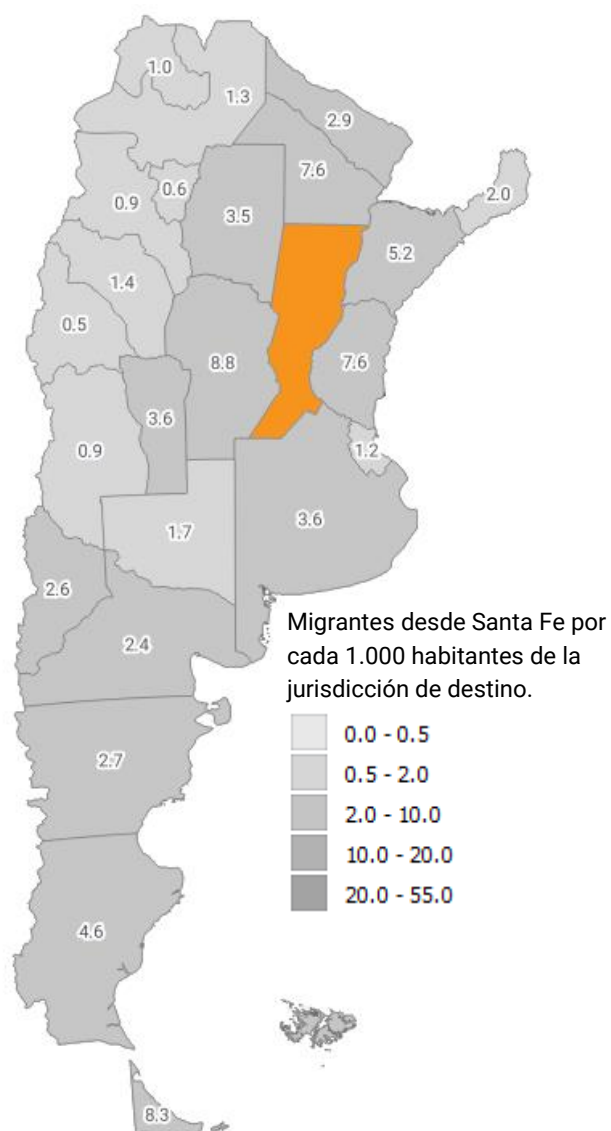 1.0
1.3
2.9
7.6
2.0
0.6
0.9
3.5
5.2
1.4
0.5
8.8
7.6
3.6
0.9
1.2
3.6
1.7
2.6
2.4
Migrantes desde Santa Fe por
cada 1.000 habitantes de la
jurisdicción de destino.
0.0 - 0.5
0.5 - 2.0
2.0 - 10.0
10.0 - 20.0
20.0 - 55.0
2.7
4.6
8.3